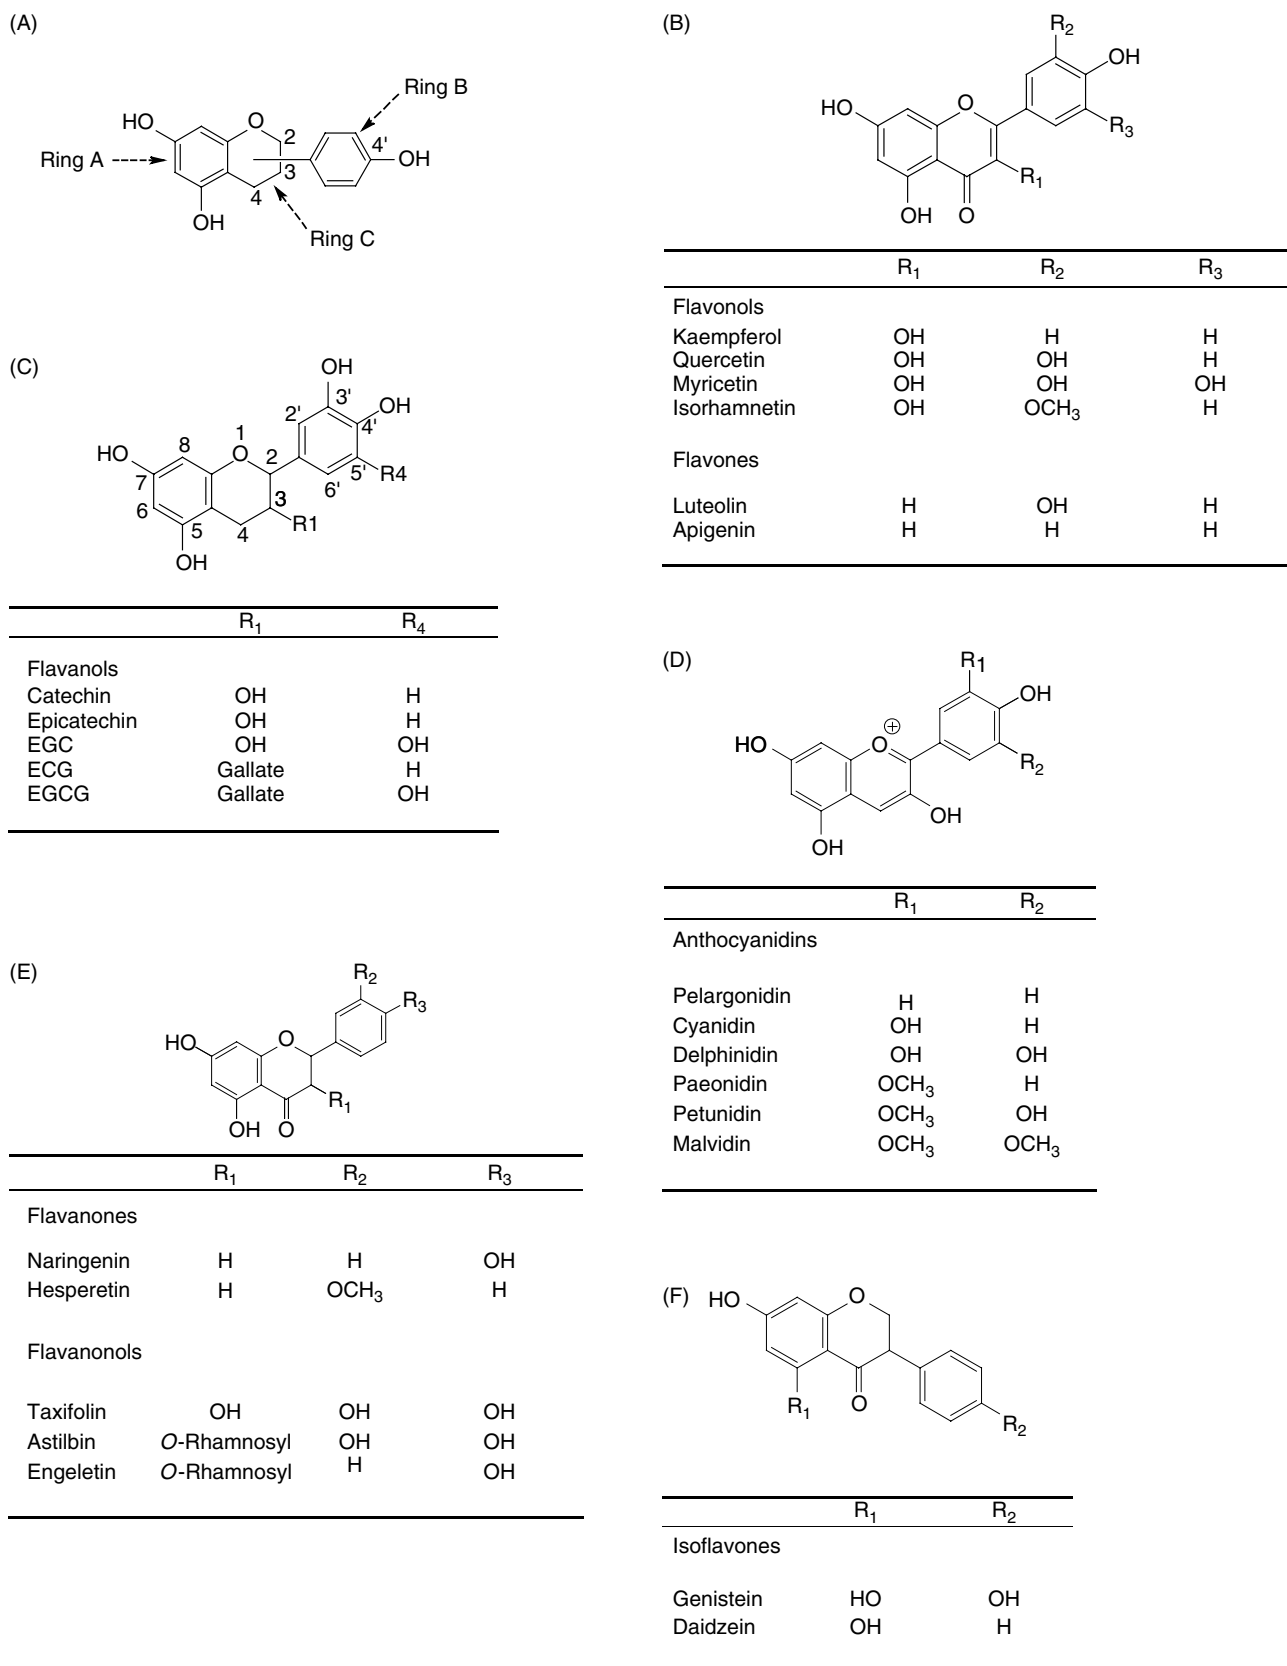 (A)
Ring B
HO O 2 4' OH
Ring A 3
4
OH
Ring C
(B)
R2
OH
HO O
R3
R1
OH O
R1 R2 R3
Flavonols
Kaempferol OH H H
Quercetin OH OH H
Myricetin OH OH OH
Isorhamnetin OH OCH3 H
Flavones
Luteolin H OH H
Apigenin H H H
(C)
OH
3' OH
2' 4'
8 1
HO O 2 5' R4
7 6'
6 3
5 4 R1
OH
R1 R4
Flavanols
Catechin OH H
Epicatechin OH H
EGC OH OH
ECG Gallate H
EGCG Gallate OH
(D)
R1
OH
+
HO O
R2
OH
OH
R1 R2
Anthocyanidins
Pelargonidin H H
Cyanidin OH H
Delphinidin OH OH
Paeonidin OCH3 H
Petunidin OCH3 OH
Malvidin OCH3 OCH3
(E)
R2
R3
HO O
R1
OH O
R1 R2 R3
Flavanones
Naringenin H H OH
Hesperetin H OCH3 H
Flavanonols
Taxifolin OH OH OH
Astilbin O-Rhamnosyl OH OH
Engeletin O-Rhamnosyl H OH
(F)
HO O
R1 O
R2
R1 R2
Isoflavones
Genistein HO OH
Daidzein OH H